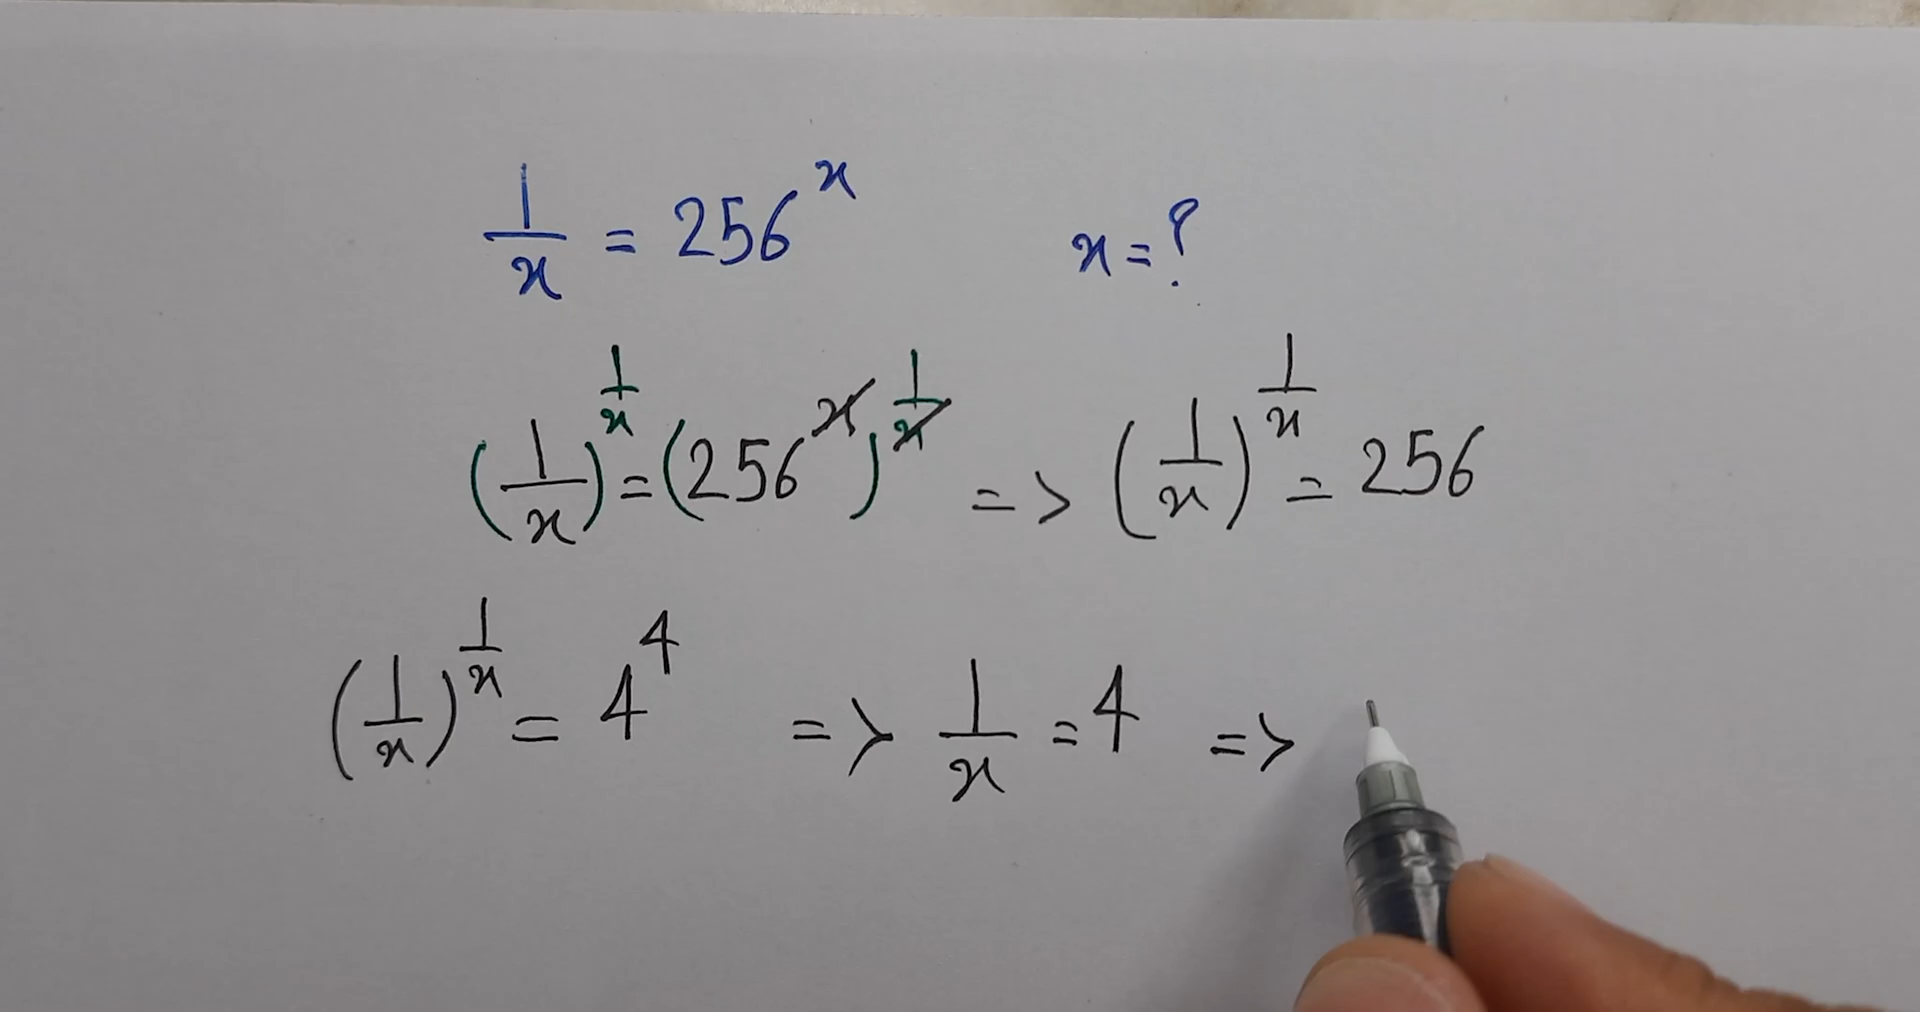 1/x = 256^x x = ?
(1/x)^(1/x) = (256^x)^(1/x) => (1/x)^(1/x) = 256
(1/x)^(1/x) = 4^4 => 1/x = 4 =>